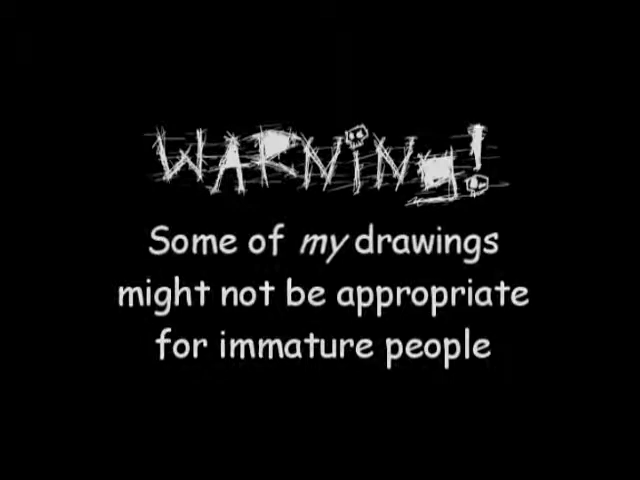 WARNiNg!
Some of my drawings
might not be appropriate
for immature people